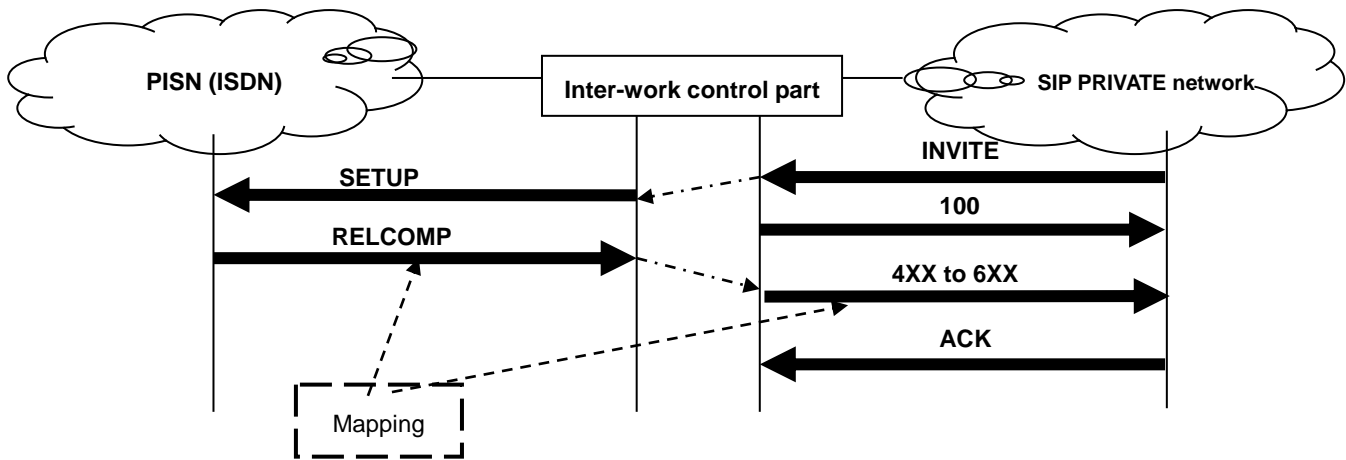 PISN (ISDN)
Inter-work control part
SIP PRIVATE network
INVITE
SETUP
100
RELCOMP
4XX to 6XX
ACK
Mapping